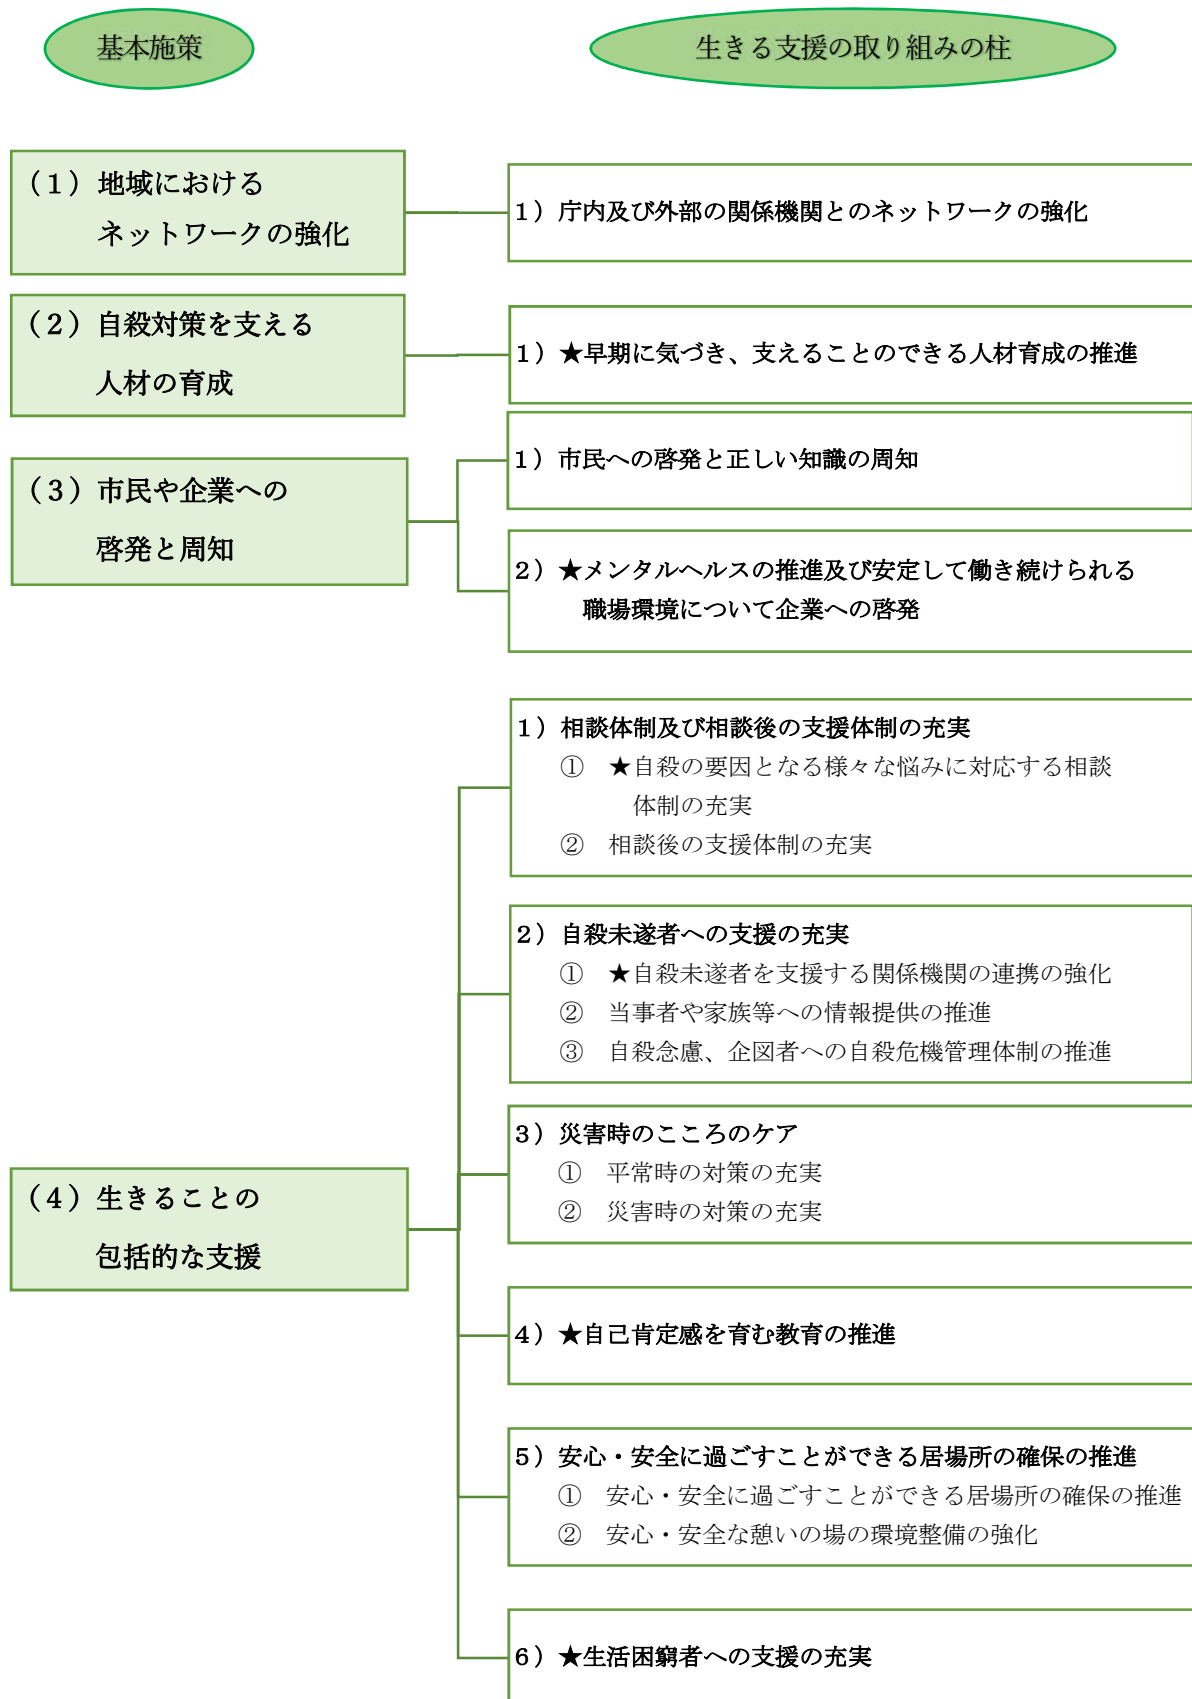 基本施策
生きる支援の取り組みの柱
（１）地域における
ネットワークの強化
１）庁内及び外部の関係機関とのネットワークの強化
（２）自殺対策を支える
人材の育成
１）★早期に気づき、支えることのできる人材育成の推進
（３）市民や企業への
啓発と周知
１）市民への啓発と正しい知識の周知
２）★メンタルヘルスの推進及び安定して働き続けられる
職場環境について企業への啓発
（４）生きることの
包括的な支援
１）相談体制及び相談後の支援体制の充実
①　★自殺の要因となる様々な悩みに対応する相談
体制の充実
②　相談後の支援体制の充実
２）自殺未遂者への支援の充実
①　★自殺未遂者を支援する関係機関の連携の強化
②　当事者や家族等への情報提供の推進
③　自殺念慮、企図者への自殺危機管理体制の推進
３）災害時のこころのケア
①　平常時の対策の充実
②　災害時の対策の充実
４）★自己肯定感を育む教育の推進
５）安心・安全に過ごすことができる居場所の確保の推進
①　安心・安全に過ごすことができる居場所の確保の推進
②　安心・安全な憩いの場の環境整備の強化
６）★生活困窮者への支援の充実